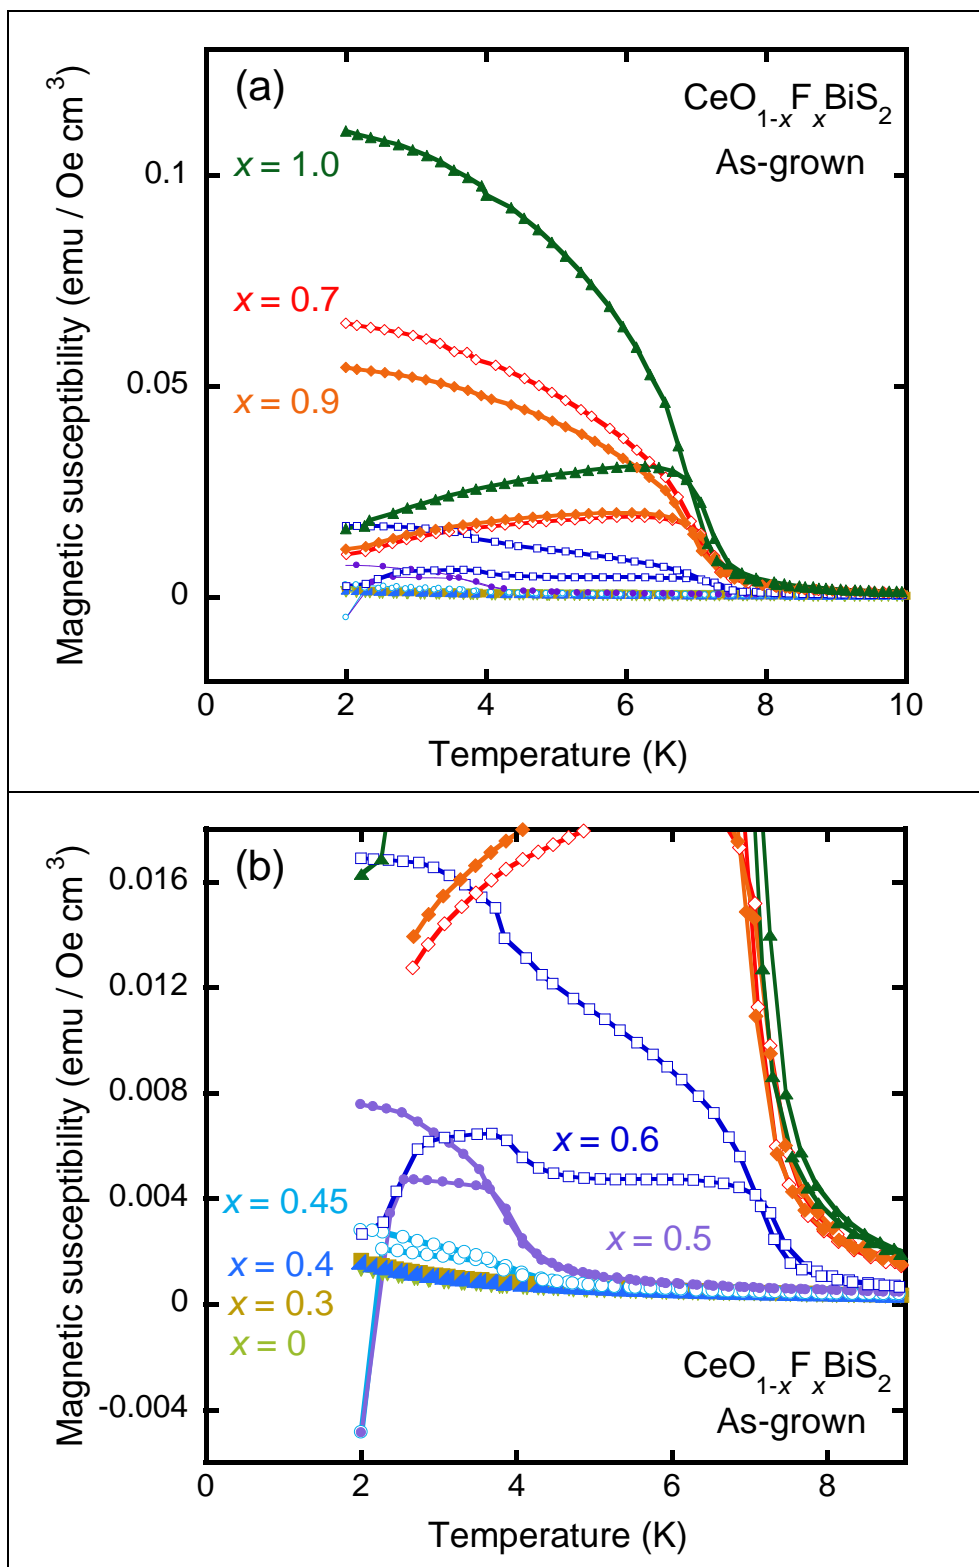 (a)
CeO1-xFxBiS2
As-grown
x = 1.0
x = 0.7
x = 0.9
0.1
0.05
0
Magnetic susceptibility (emu / Oe cm3)
0 2 4 6 8 10
Temperature (K)
(b)
0.016
0.012
0.008
0.004
0
-0.004
Magnetic susceptibility (emu / Oe cm3)
x = 0.6
x = 0.45
x = 0.5
x = 0.4
x = 0.3
x = 0
CeO1-xFxBiS2
As-grown
0 2 4 6 8
Temperature (K)